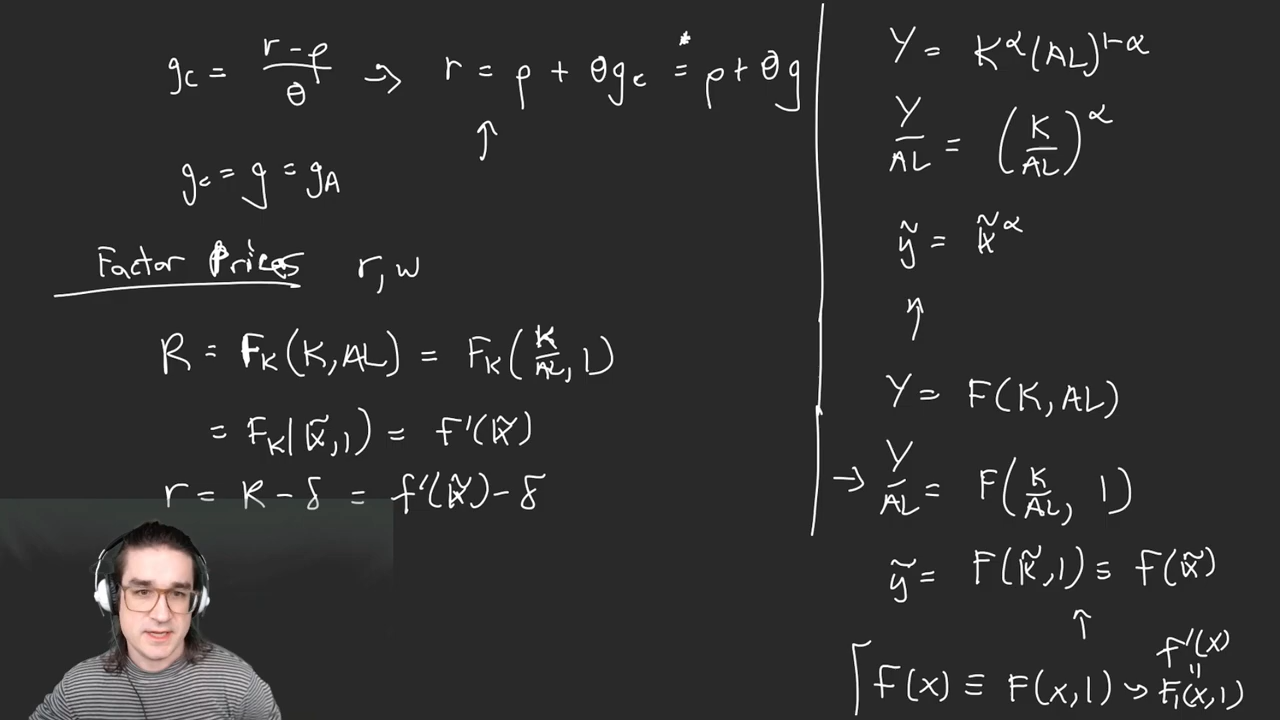 g_C = (r - ρ)/θ → r = ρ + θg_C =* ρ + θg
↑
g_C = g = g_A
Factor Prices r, w
R = F_K(K, AL) = F_K(K/AL, 1)
= F_K(k̃, 1) = f'(k̃)
r = R - δ = f'(k̃) - δ
Y = K^α(AL)^{1-α}
Y/AL = (K/AL)^α
ỹ = k̃^α
↑
Y = F(K, AL)
→ Y/AL = F(K/AL, 1)
ỹ = F(k̃, 1) ≡ f(k̃)
↑
f'(x)
"
f(x) ≡ F(x, 1) → F_1(x, 1)